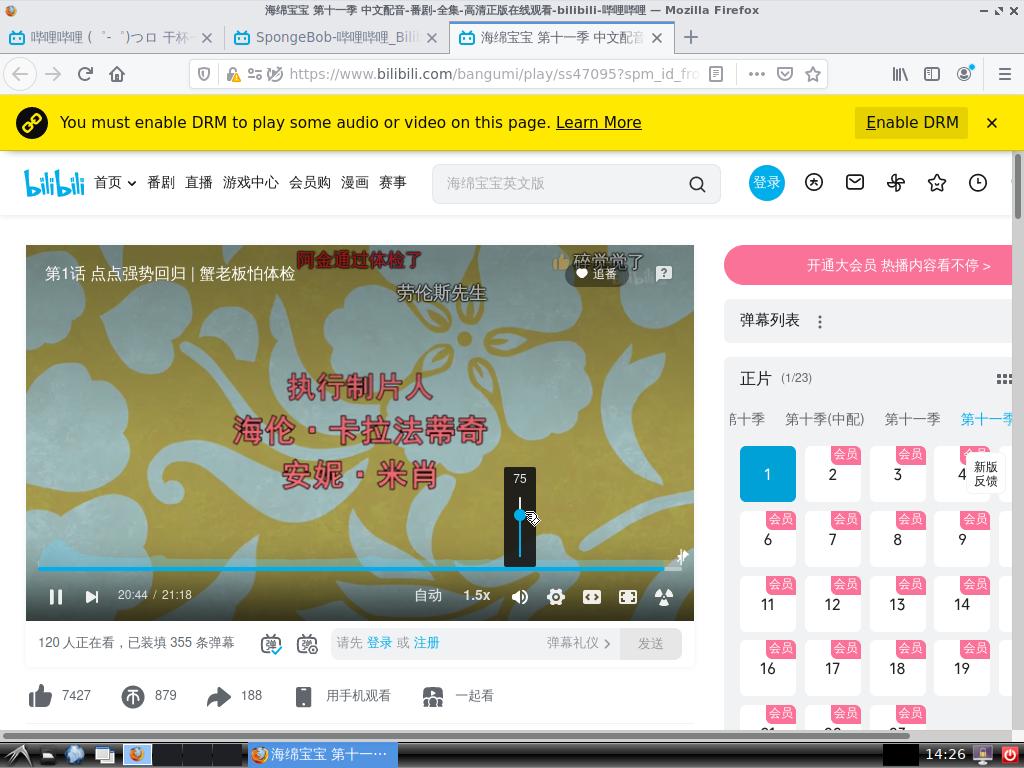 海绵宝宝 第十一季 中文配音-番剧-全集-高清正版在线观看-bilibili-哔哩哔哩 — Mozilla Firefox
哔哩哔哩 (゜-゜)つロ 干杯~
SpongeBob-哔哩哔哩_Bili
海绵宝宝 第十一季 中文配音
https://www.bilibili.com/bangumi/play/ss47095?spm_id_fro
You must enable DRM to play some audio or video on this page. Learn More
Enable DRM
bilibili 首页 番剧 直播 游戏中心 会员购 漫画 赛事
海绵宝宝英文版
登录
第1话 点点强势回归 | 蟹老板怕体检
阿金通过体检了
碎觉觉了
追番
劳伦斯先生
执行制片人
海伦·卡拉法蒂奇
安妮·米肖
75
20:44 / 21:18
自动 1.5x
120 人正在看，已装填 355 条弹幕
弹 弹
请先 登录 或 注册
弹幕礼仪
发送
7427 879 188 用手机观看 一起看
开通大会员 热播内容看不停 >
弹幕列表
正片 (1/23)
第十季 第十季(中配) 第十一季 第十一季
1
会员 2
会员 3
会员 4
新版
反馈
会员 6
会员 7
会员 8
会员 9
会员 11
会员 12
会员 13
会员 14
会员 16
会员 17
会员 18
会员 19
会员 会员 会员
海绵宝宝 第十一···
14:26